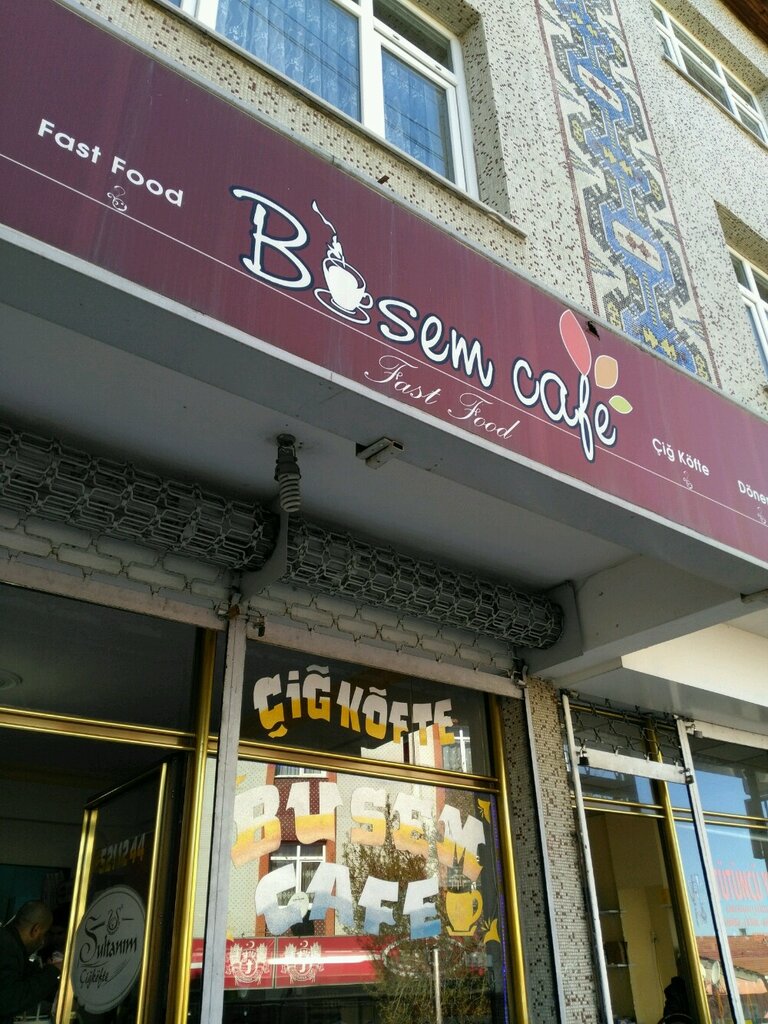 Fast Food
Busem cafe
Fast Food
Çiğ Köfte
Döner
ÇİĞ KÖFTE
BUSEM
CAFE
Sultanım
Çiğköfte